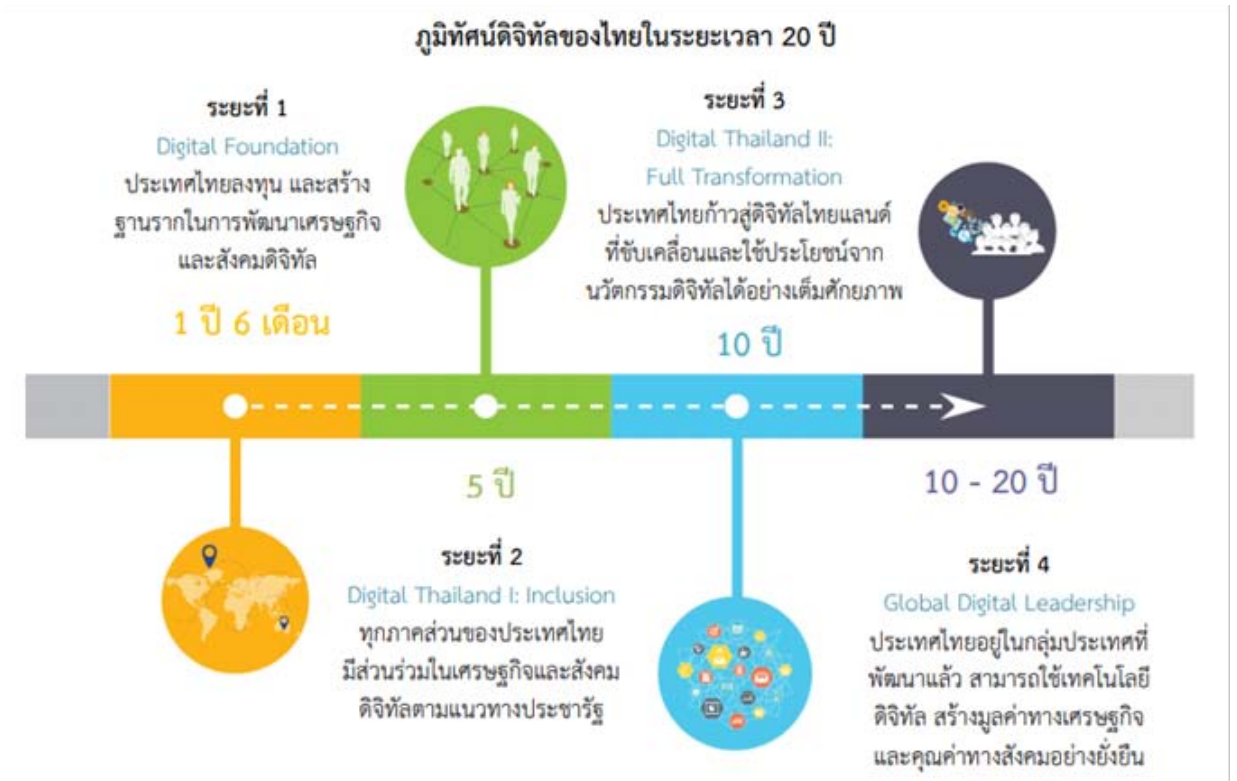 ภูมิทัศน์ดิจิทัลของไทยในระยะเวลา 20 ปี
ระยะที่ 1
Digital Foundation
ประเทศไทยลงทุน และสร้าง
ฐานรากในการพัฒนาเศรษฐกิจ
และสังคมดิจิทัล
1 ปี 6 เดือน
ระยะที่ 2
Digital Thailand I: Inclusion
ทุกภาคส่วนของประเทศไทย
มีส่วนร่วมในเศรษฐกิจและสังคม
ดิจิทัลตามแนวทางประชารัฐ
5 ปี
ระยะที่ 3
Digital Thailand II:
Full Transformation
ประเทศไทยก้าวสู่ดิจิทัลไทยแลนด์
ที่ขับเคลื่อนและใช้ประโยชน์จาก
นวัตกรรมดิจิทัลได้อย่างเต็มศักยภาพ
10 ปี
10 - 20 ปี
ระยะที่ 4
Global Digital Leadership
ประเทศไทยอยู่ในกลุ่มประเทศที่
พัฒนาแล้ว สามารถใช้เทคโนโลยี
ดิจิทัล สร้างมูลค่าทางเศรษฐกิจ
และคุณค่าทางสังคมอย่างยั่งยืน